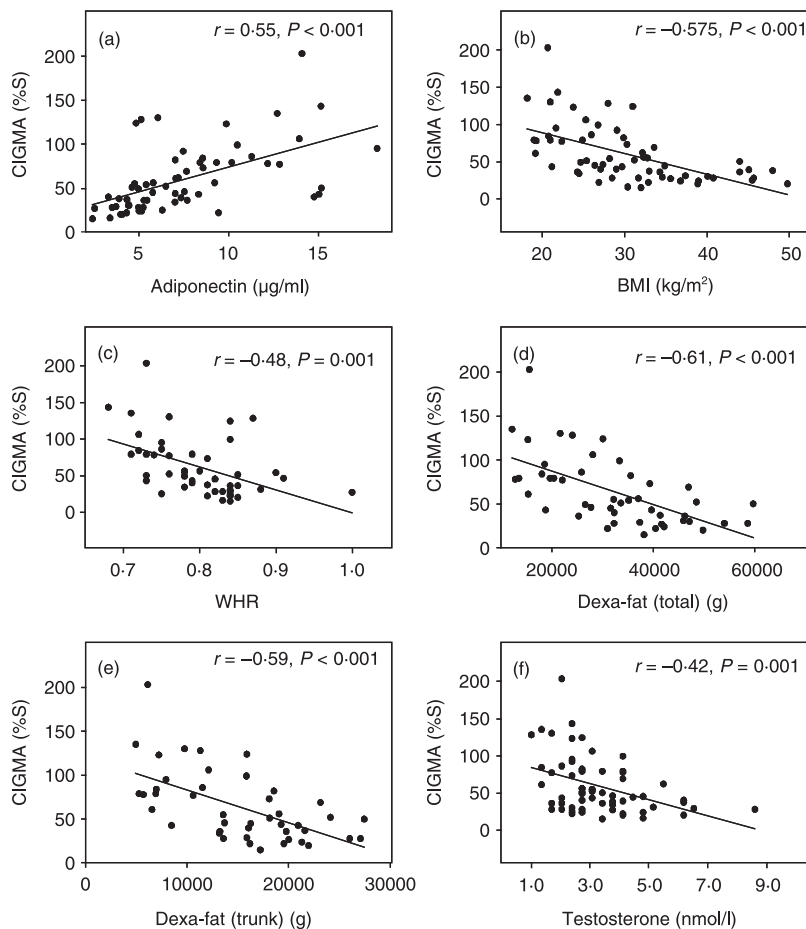 (a)
r = 0·55, P < 0·001
CIGMA (%S)
200
150
100
50
0
5
10
15
Adiponectin (µg/ml)
(b)
r = –0·575, P < 0·001
CIGMA (%S)
200
150
100
50
0
20
30
40
50
BMI (kg/m²)
(c)
r = –0·48, P = 0·001
CIGMA (%S)
200
150
100
50
0
0·7
0·8
0·9
1·0
WHR
(d)
r = –0·61, P < 0·001
CIGMA (%S)
200
150
100
50
0
20000
40000
60000
Dexa-fat (total) (g)
(e)
r = –0·59, P < 0·001
CIGMA (%S)
200
150
100
50
0
0
10000
20000
30000
Dexa-fat (trunk) (g)
(f)
r = –0·42, P = 0·001
CIGMA (%S)
200
150
100
50
0
1·0
3·0
5·0
7·0
9·0
Testosterone (nmol/l)